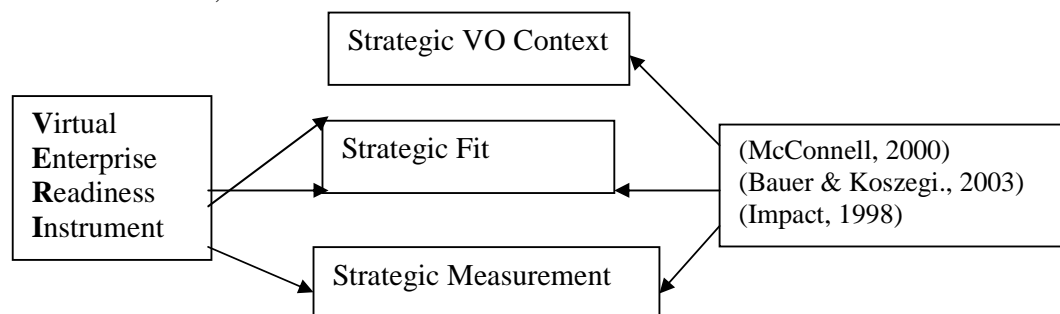 Strategic VO Context
Virtual
Enterprise
Readiness
Instrument
Strategic Fit
(McConnell, 2000)
(Bauer & Koszegi., 2003)
(Impact, 1998)
Strategic Measurement